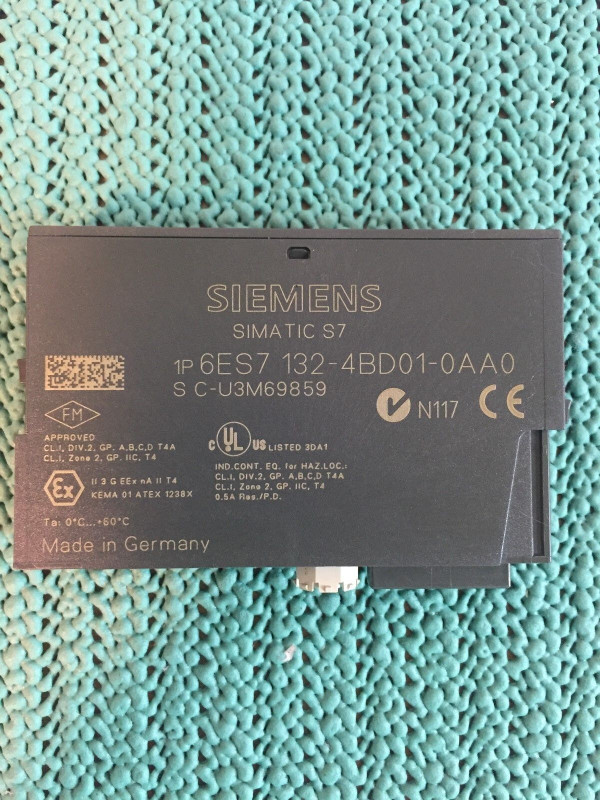 SIEMENS
SIMATIC S7
1P 6ES7 132-4BD01-0AA0
S C-U3M69859
FM
APPROVED
CL.I, DIV.2, GP. A,B,C,D T4A
CL.I, Zone 2, GP. IIC, T4
Ex
II 3 G EEx nA II T4
KEMA 01 ATEX 1238X
Ta: 0°C...+60°C
Made in Germany
C UL US LISTED 3DA1
IND.CONT. EQ. for HAZ.LOC.:
CL.I, DIV.2, GP. A,B,C,D T4A
CL.I, Zone 2, GP. IIC, T4
0.5A Res./P.D.
N117 CE